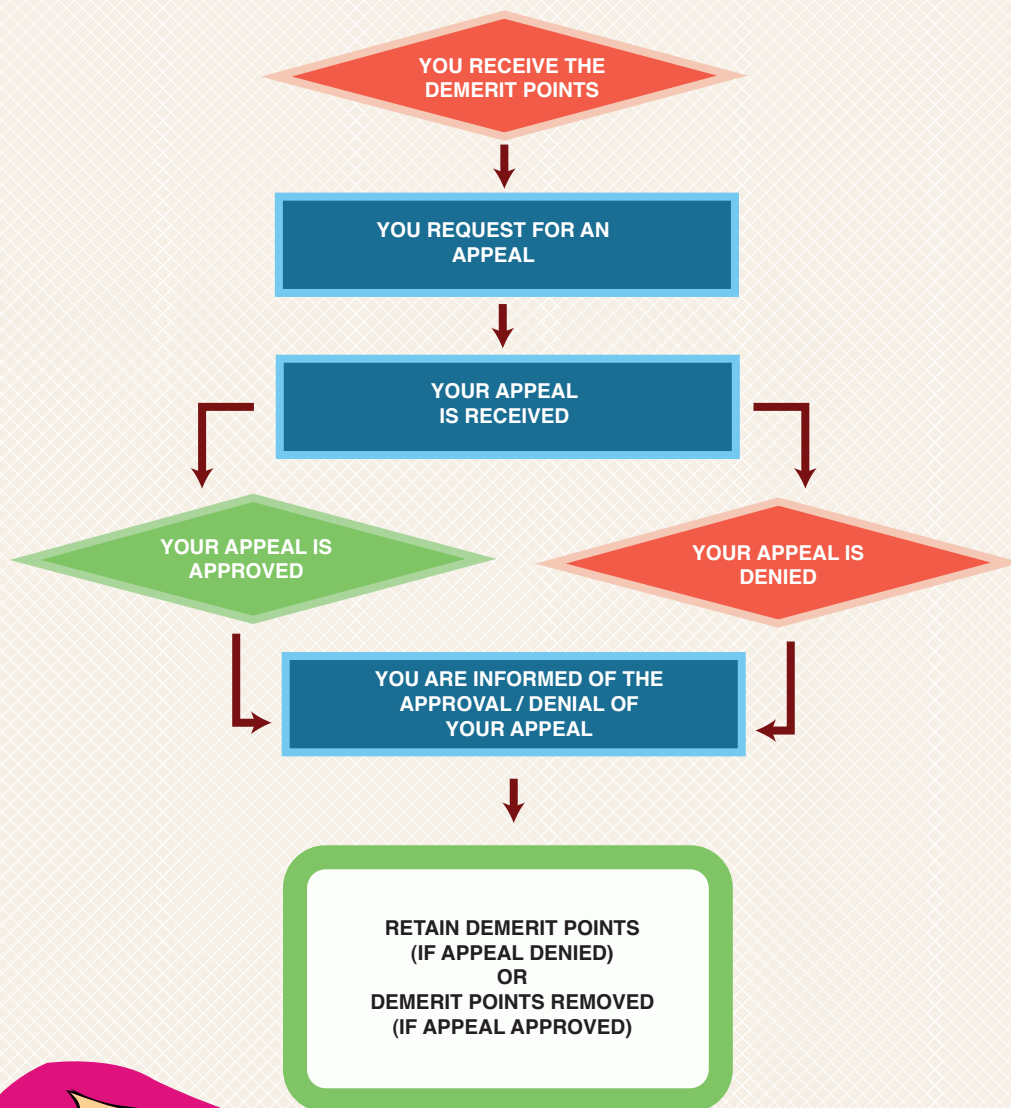 YOU RECEIVE THE
DEMERIT POINTS
YOU REQUEST FOR AN
APPEAL
YOUR APPEAL
IS RECEIVED
YOUR APPEAL IS
APPROVED
YOUR APPEAL IS
DENIED
YOU ARE INFORMED OF THE
APPROVAL / DENIAL OF
YOUR APPEAL
RETAIN DEMERIT POINTS
(IF APPEAL DENIED)
OR
DEMERIT POINTS REMOVED
(IF APPEAL APPROVED)